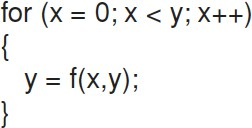 for (x = 0; x < y; x++)
{
y = f(x,y);
}